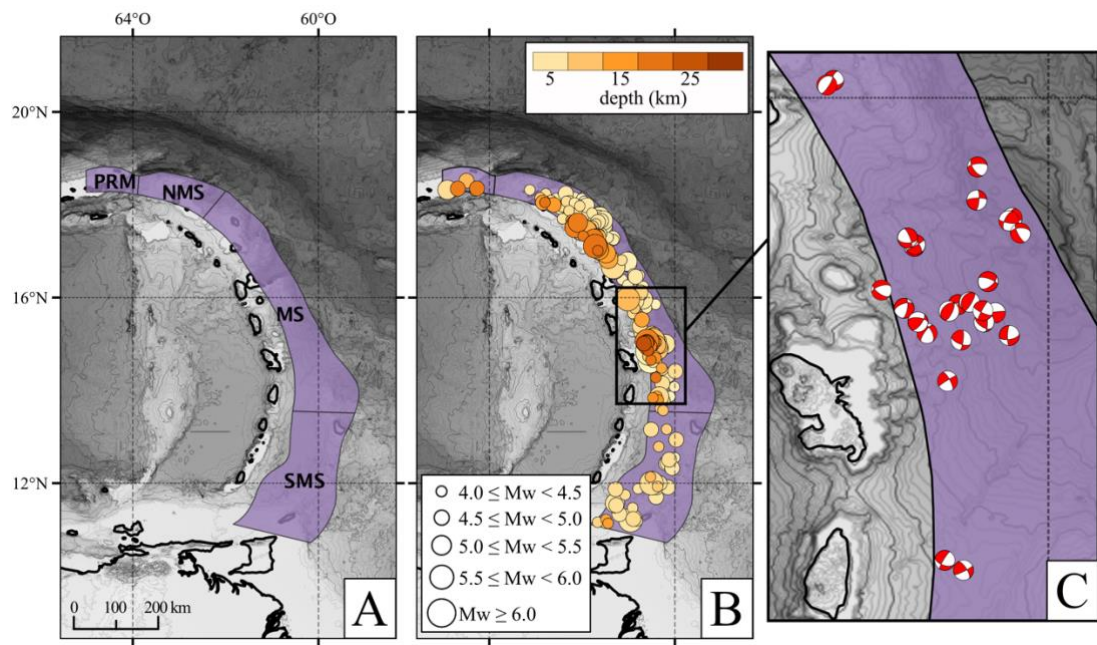 64°O 60°O
20°N
16°N
12°N
PRM
NMS
MS
SMS
0 100 200 km
A
5 15 25
depth (km)
4.0 ≤ Mw < 4.5
4.5 ≤ Mw < 5.0
5.0 ≤ Mw < 5.5
5.5 ≤ Mw < 6.0
Mw ≥ 6.0
B
C